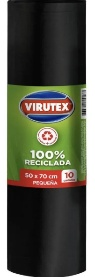 VIRUTEX
100%
RECICLADA
50 x 70 cm
10
PEQUEÑA